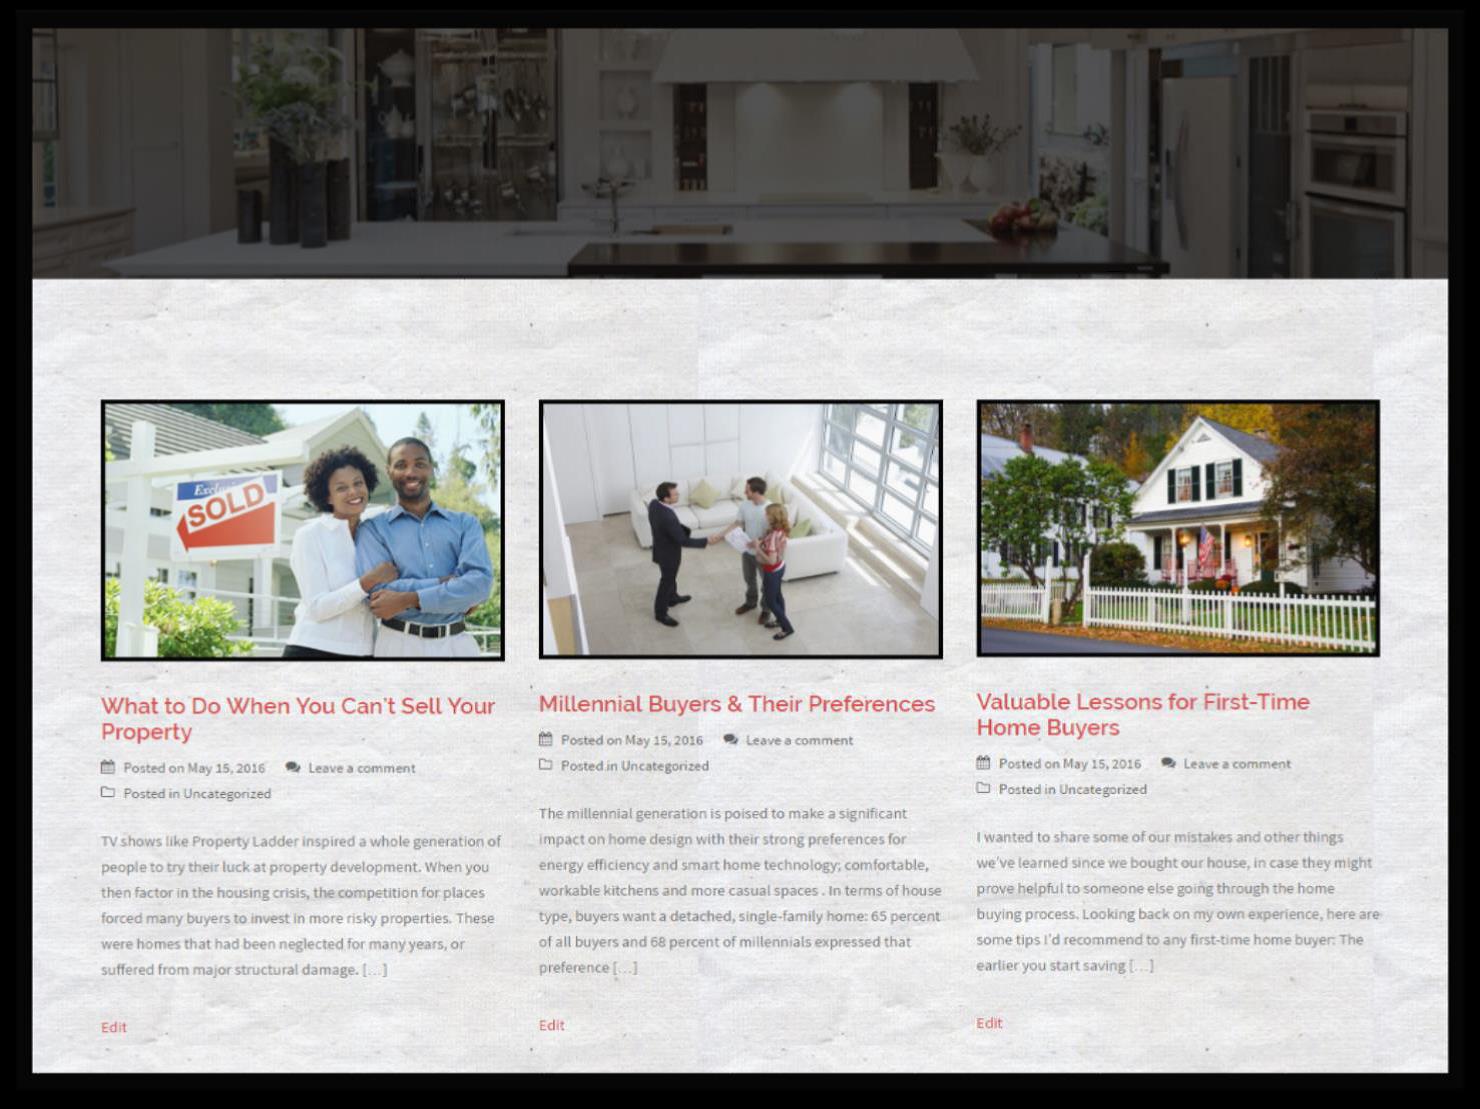 Exclusive
SOLD
What to Do When You Can't Sell Your
Property
Posted on May 15, 2016 Leave a comment
Posted in Uncategorized
TV shows like Property Ladder inspired a whole generation of
people to try their luck at property development. When you
then factor in the housing crisis, the competition for places
forced many buyers to invest in more risky properties. These
were homes that had been neglected for many years, or
suffered from major structural damage. […]
Edit
Millennial Buyers & Their Preferences
Posted on May 15, 2016 Leave a comment
Posted in Uncategorized
The millennial generation is poised to make a significant
impact on home design with their strong preferences for
energy efficiency and smart home technology; comfortable,
workable kitchens and more casual spaces . In terms of house
type, buyers want a detached, single-family home: 65 percent
of all buyers and 68 percent of millennials expressed that
preference […]
Edit
Valuable Lessons for First-Time
Home Buyers
Posted on May 15, 2016 Leave a comment
Posted in Uncategorized
I wanted to share some of our mistakes and other things
we've learned since we bought our house, in case they might
prove helpful to someone else going through the home
buying process. Looking back on my own experience, here are
some tips I'd recommend to any first-time home buyer: The
earlier you start saving […]
Edit